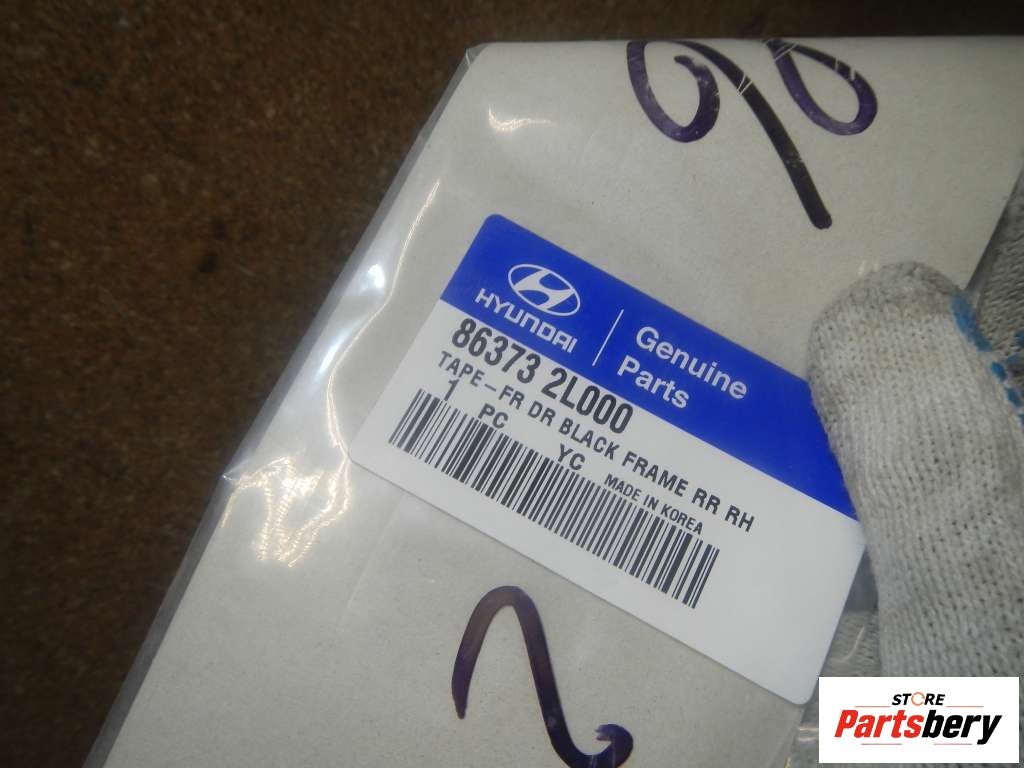 HYUNDAI
Genuine
Parts
86373 2L000
TAPE-FR DR BLACK FRAME RR RH
1 PC YC MADE IN KOREA
2
STORE
Partsbery